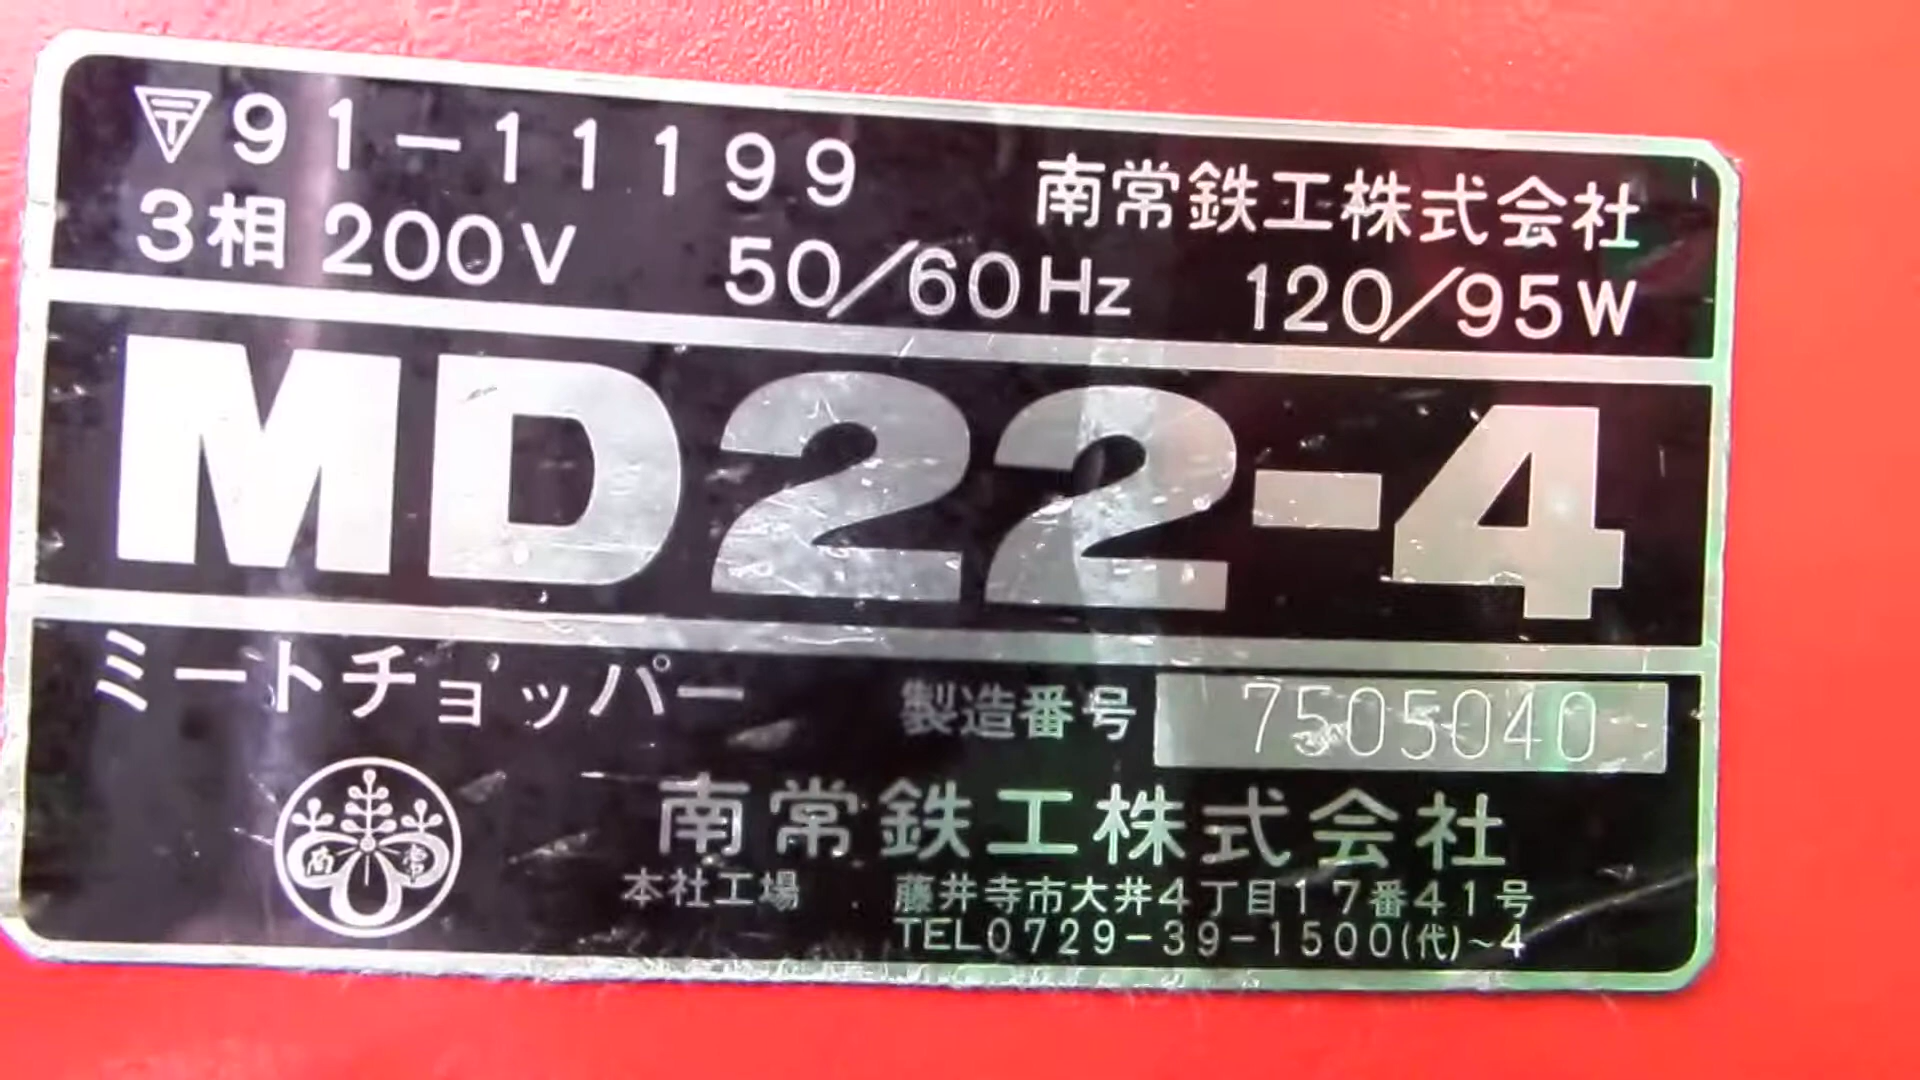 〒91-11199 南常鉄工株式会社
3相 200V 50/60Hz 120/95W
MD22-4
ミートチョッパー 製造番号 7505040
南常
南常鉄工株式会社
本社工場 藤井寺市大井4丁目17番41号
TEL0729-39-1500(代)~4